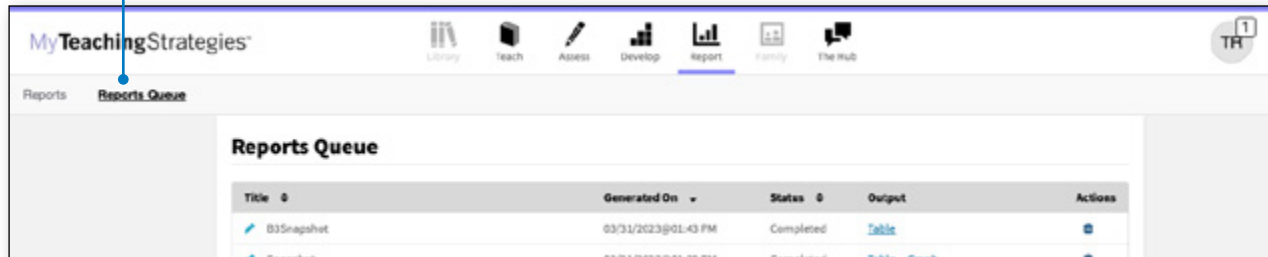 MyTeachingStrategies™
Library Teach Assess Develop Report Family The Hub
1
TR
Reports Reports Queue
Reports Queue
Title Generated On Status Output Actions
B3Snapshot 03/31/2023@01:43 PM Completed Table